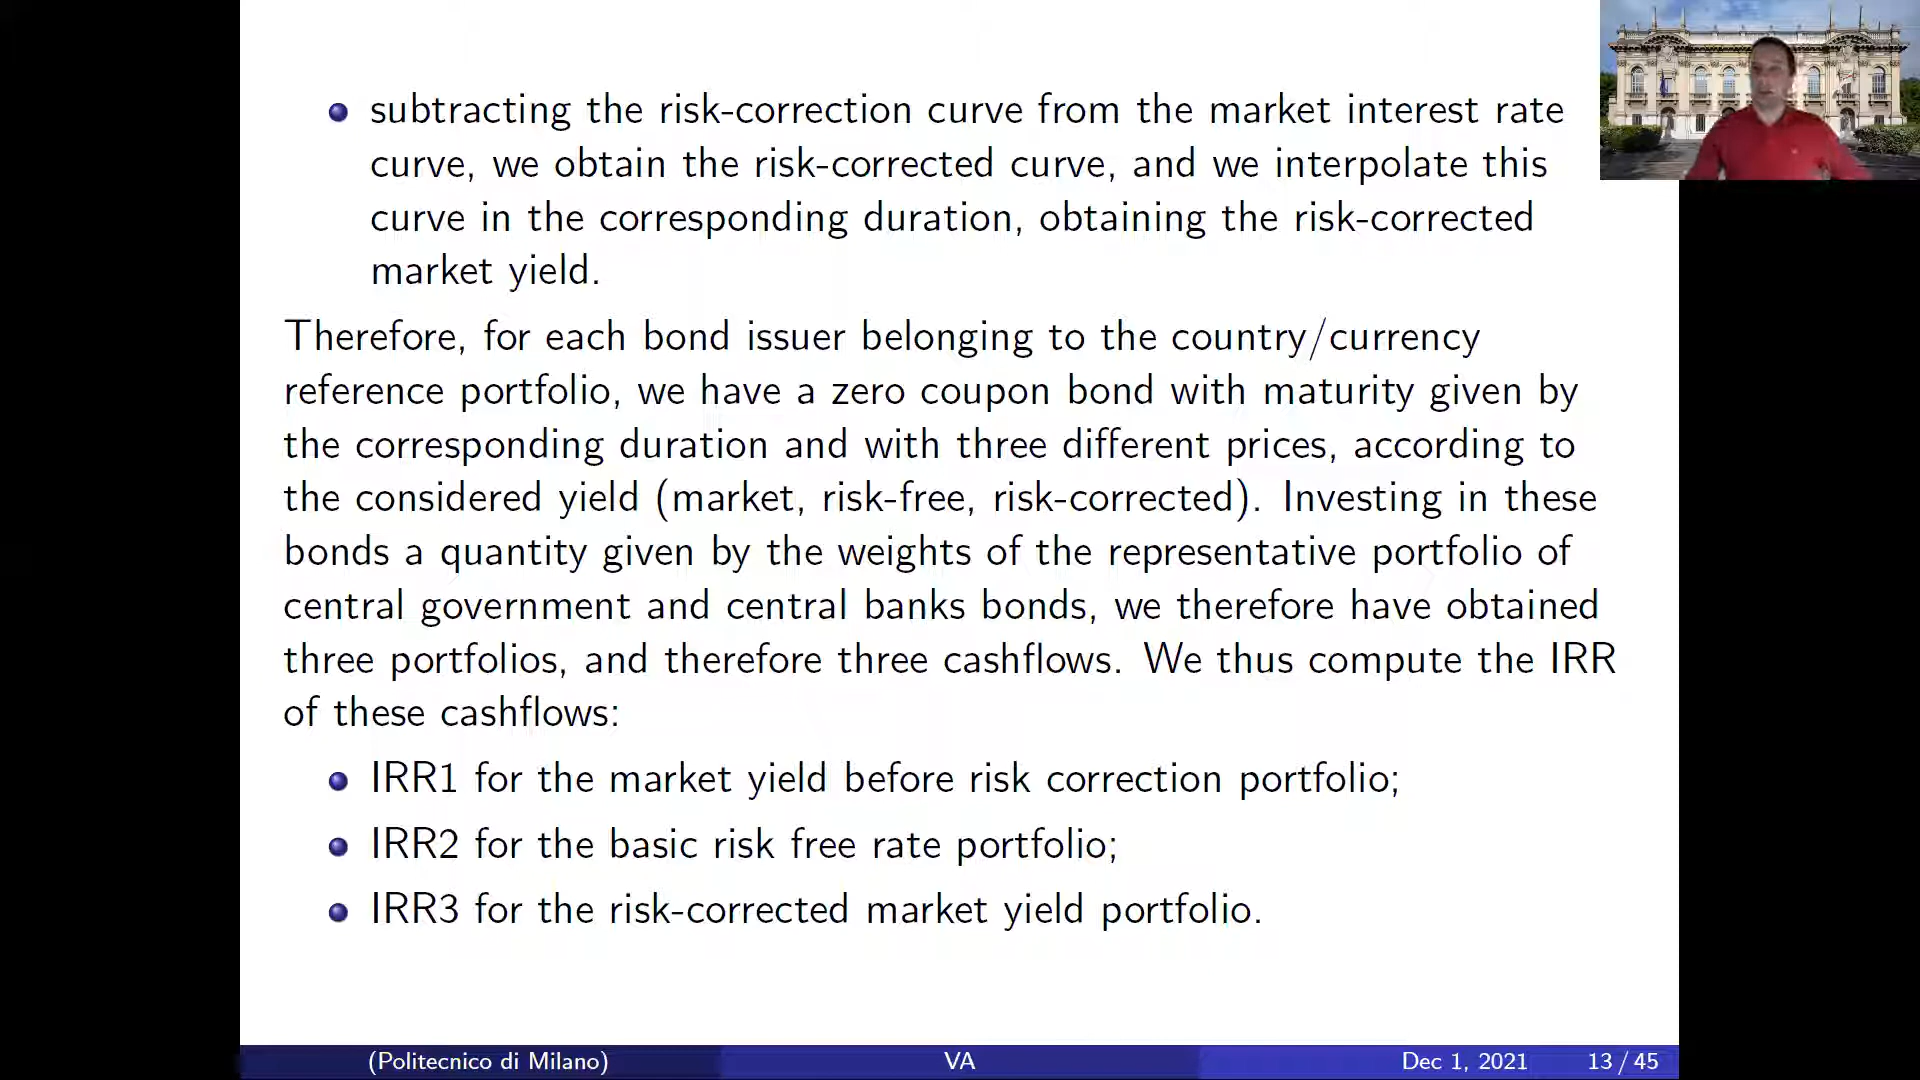 subtracting the risk-correction curve from the market interest rate
curve, we obtain the risk-corrected curve, and we interpolate this
curve in the corresponding duration, obtaining the risk-corrected
market yield.
Therefore, for each bond issuer belonging to the country/currency
reference portfolio, we have a zero coupon bond with maturity given by
the corresponding duration and with three different prices, according to
the considered yield (market, risk-free, risk-corrected). Investing in these
bonds a quantity given by the weights of the representative portfolio of
central government and central banks bonds, we therefore have obtained
three portfolios, and therefore three cashflows. We thus compute the IRR
of these cashflows:
IRR1 for the market yield before risk correction portfolio;
IRR2 for the basic risk free rate portfolio;
IRR3 for the risk-corrected market yield portfolio.
(Politecnico di Milano) VA Dec 1, 2021 13 / 45